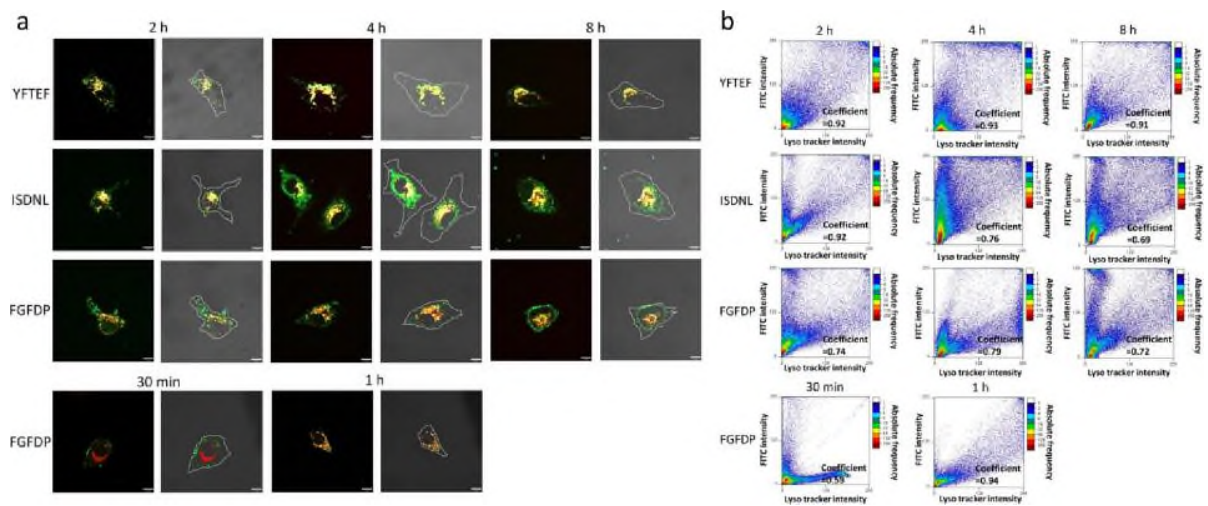 a
2 h 4 h 8 h
YFTEF
ISDNL
FGFDP
30 min 1 h
FGFDP
b
2 h 4 h 8 h
YFTEF
FITC intensity
Coefficient
=0.92
Lyso tracker intensity
Absolute frequency
FITC intensity
Coefficient
=0.93
Lyso tracker intensity
Absolute frequency
FITC intensity
Coefficient
=0.91
Lyso tracker intensity
Absolute frequency
ISDNL
FITC intensity
Coefficient
=0.92
Lyso tracker intensity
Absolute frequency
FITC intensity
Coefficient
=0.76
Lyso tracker intensity
Absolute frequency
FITC intensity
Coefficient
=0.69
Lyso tracker intensity
Absolute frequency
FGFDP
FITC intensity
Coefficient
=0.74
Lyso tracker intensity
Absolute frequency
FITC intensity
Coefficient
=0.79
Lyso tracker intensity
Absolute frequency
FITC intensity
Coefficient
=0.72
Lyso tracker intensity
Absolute frequency
30 min 1 h
FGFDP
FITC intensity
Coefficient
=0.59
Lyso tracker intensity
Absolute frequency
FITC intensity
Coefficient
=0.94
Lyso tracker intensity
Absolute frequency